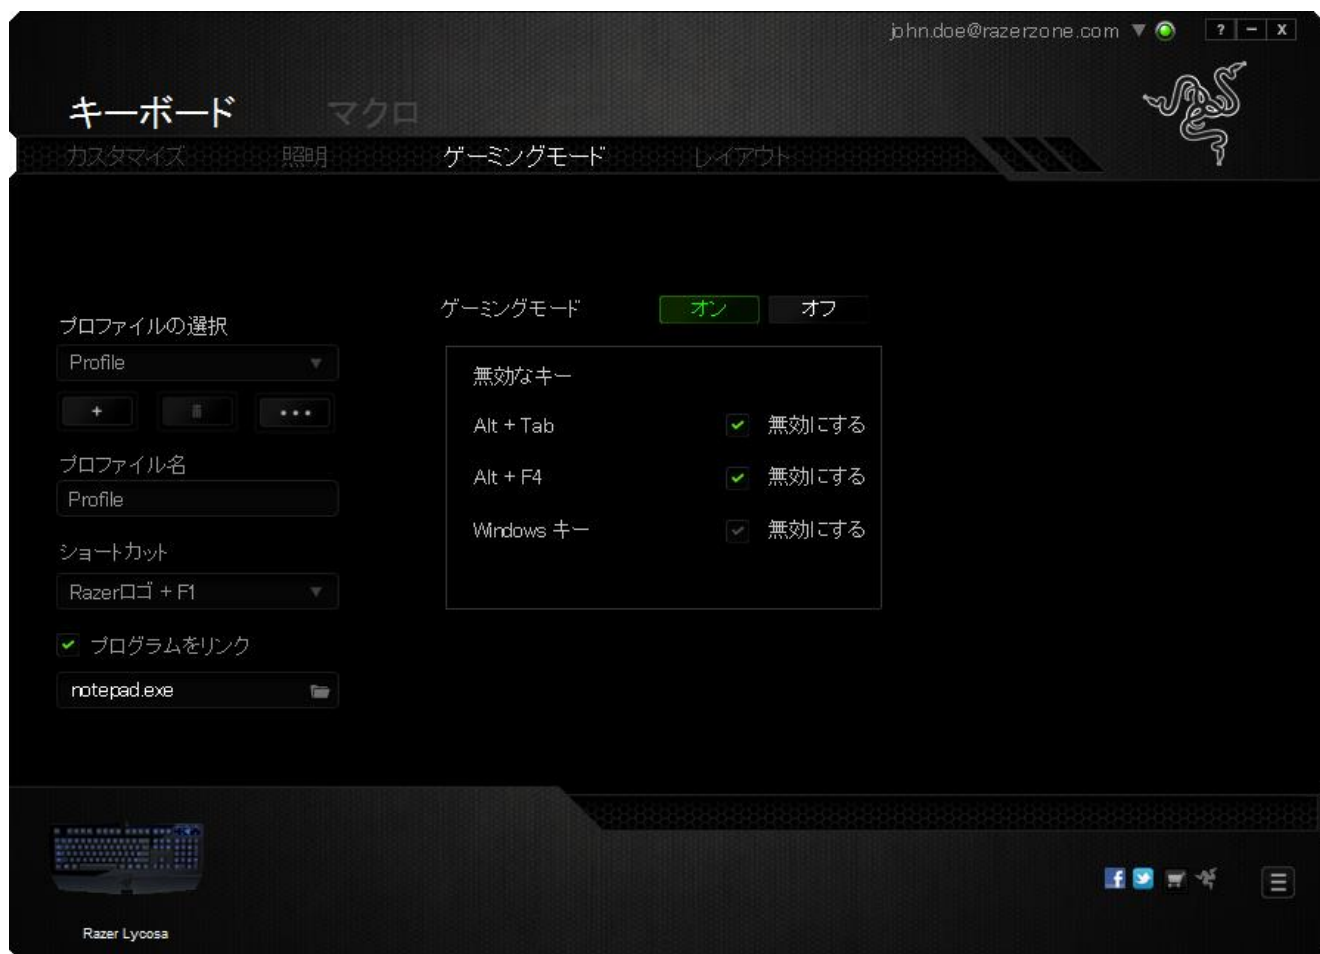 john.doe@razerzone.com
? − X
キーボード マクロ
カスタマイズ 照明 ゲーミングモード レイアウト
プロファイルの選択
Profile
+ •••
プロファイル名
Profile
ショートカット
Razerロゴ + F1
プログラムをリンク
notepad.exe
ゲーミングモード オン オフ
無効なキー
Alt + Tab 無効にする
Alt + F4 無効にする
Windows キー 無効にする
Razer Lycosa